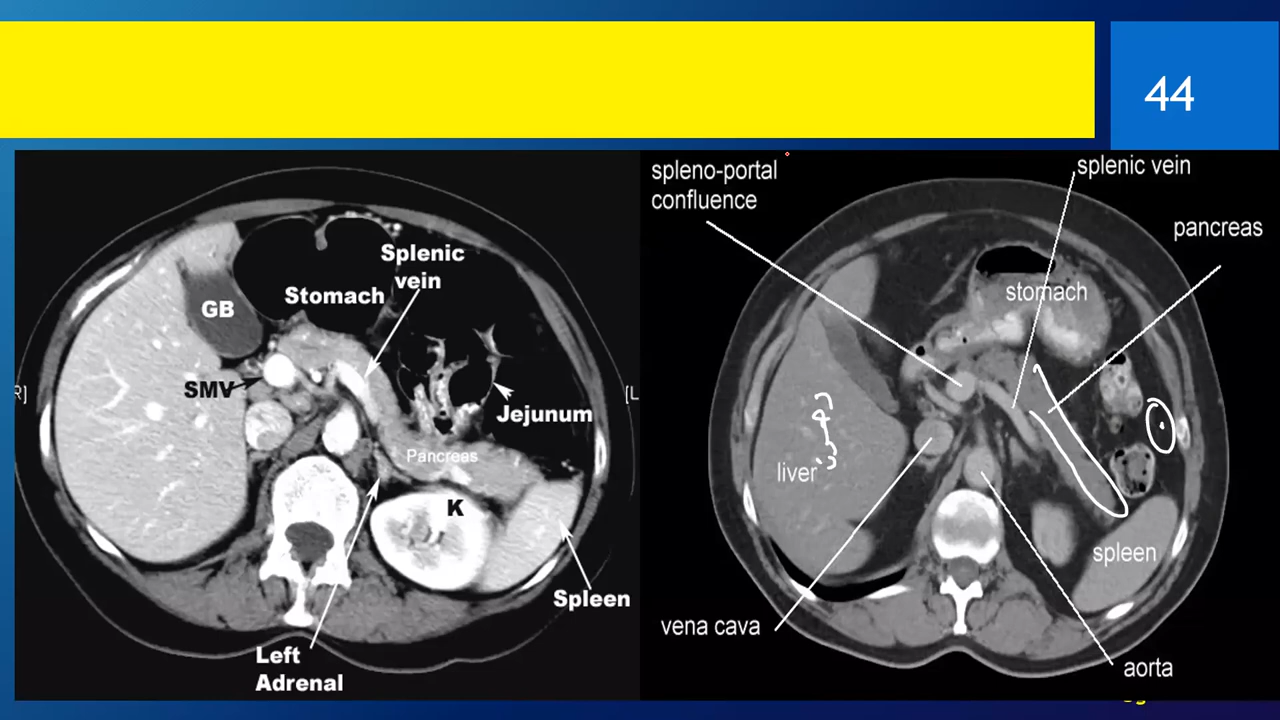 44
GB
Stomach
Splenic
vein
SMV
Jejunum
Pancreas
K
Spleen
Left
Adrenal
R]
[L
spleno-portal
confluence
splenic vein
pancreas
stomach
liver
spleen
vena cava
aorta